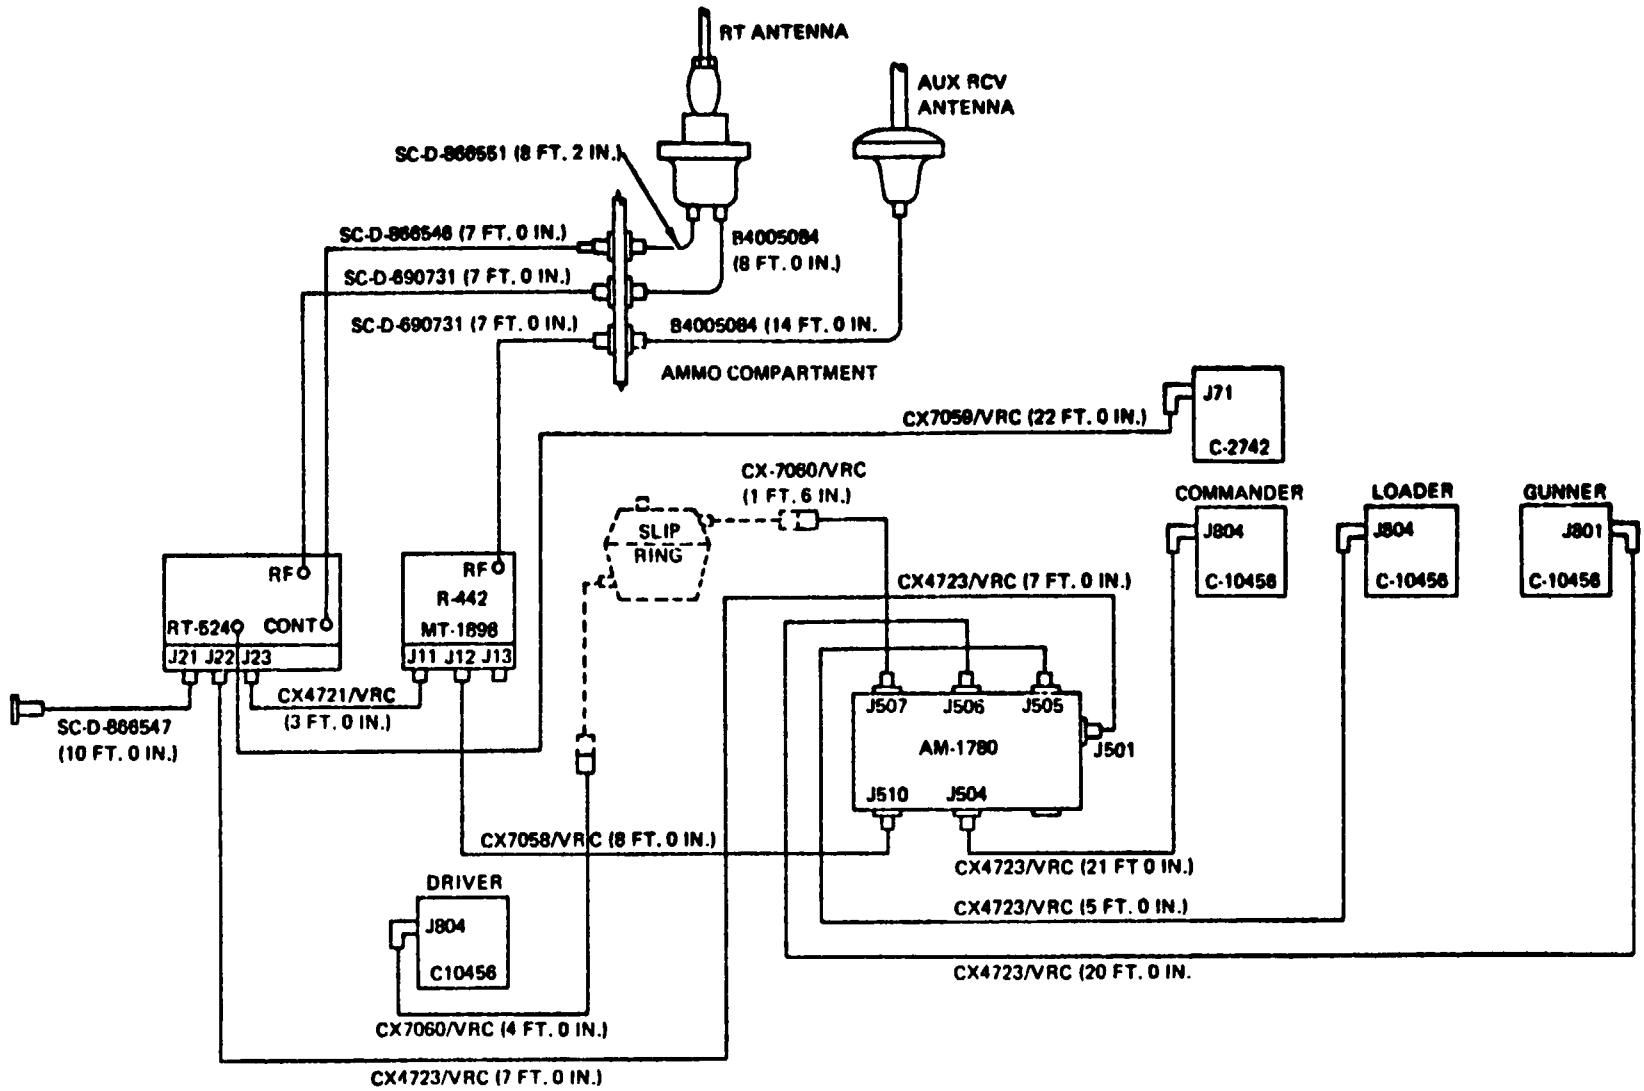 RT ANTENNA
AUX RCV
ANTENNA
SC-D-866551 (8 FT. 2 IN.)
SC-D-866546 (7 FT. 0 IN.)
B4005084
(8 FT. 0 IN.)
SC-D-690731 (7 FT. 0 IN.)
SC-D-690731 (7 FT. 0 IN.)
B4005084 (14 FT. 0 IN.
AMMO COMPARTMENT
J71
C-2742
CX7059/VRC (22 FT. 0 IN.)
CX-7060/VRC
(1 FT. 6 IN.)
SLIP
RING
COMMANDER
J804
C-10456
LOADER
J804
C-10456
GUNNER
J801
C-10456
RF
RT-524
CONT
J21 J22 J23
RF
R-442
MT-1898
J11 J12 J13
CX4723/VRC (7 FT. 0 IN.)
CX4721/VRC
(3 FT. 0 IN.)
SC-D-866547
(10 FT. 0 IN.)
J507 J506 J505
AM-1780
J501
J510 J504
CX7058/VRC (8 FT. 0 IN.)
CX4723/VRC (21 FT 0 IN.)
CX4723/VRC (5 FT. 0 IN.)
CX4723/VRC (20 FT. 0 IN.
DRIVER
J804
C10456
CX7060/VRC (4 FT. 0 IN.)
CX4723/VRC (7 FT. 0 IN.)